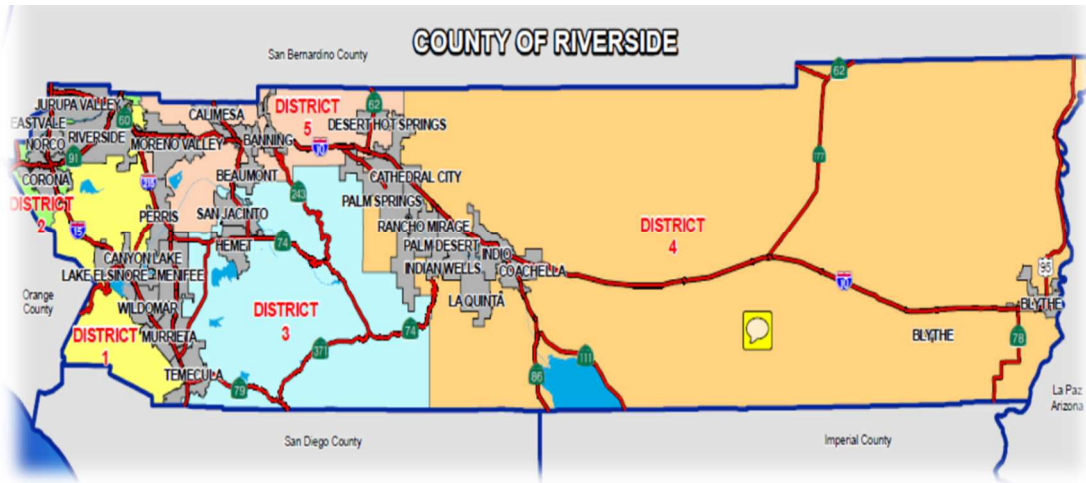 COUNTY OF RIVERSIDE
San Bernardino County
62
JURUPA VALLEY
60
CALIMESA
DISTRICT
5
62
DESERT HOT SPRINGS
EASTVALE
RIVERSIDE
NORCO
91
MORENO VALLEY
BANNING
10
177
CORONA
BEAUMONT
CATHEDRAL CITY
215
243
PALM SPRINGS
DISTRICT
2
15
PERRIS
SAN JACINTO
RANCHO MIRAGE
DISTRICT
4
HEMET
74
PALM DESERT
INDIO
CANYON LAKE
LAKE ELSINORE
MENIFEE
INDIAN WELLS
COACHELLA
95
10
Orange
County
WILDOMAR
LA QUINTA
BLYTHE
DISTRICT
1
MURRIETA
DISTRICT
3
74
371
BLYTHE
78
111
86
TEMECULA
79
La Paz
Arizona
San Diego County
Imperial County